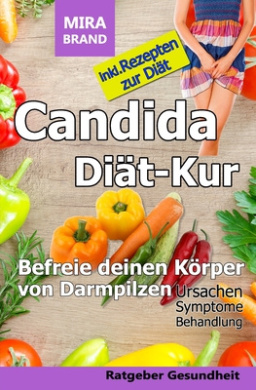 MIRA
BRAND
Inkl.Rezepten
zur Diät
Candida
Diät-Kur
Befreie deinen Körper
von Darmpilzen
Ursachen
Symptome
Behandlung
Ratgeber Gesundheit